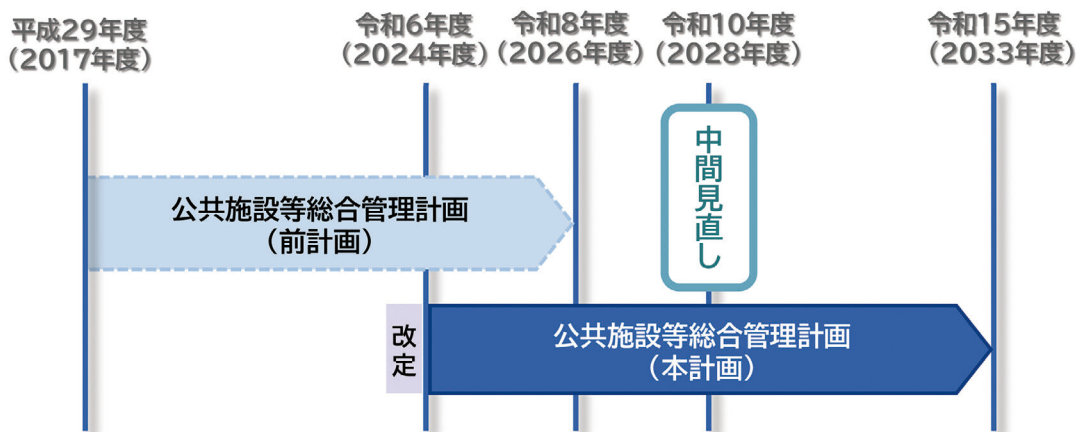 平成29年度
(2017年度)
令和6年度
(2024年度)
令和8年度
(2026年度)
令和10年度
(2028年度)
令和15年度
(2033年度)
中間見直し
公共施設等総合管理計画
(前計画)
改定
公共施設等総合管理計画
(本計画)